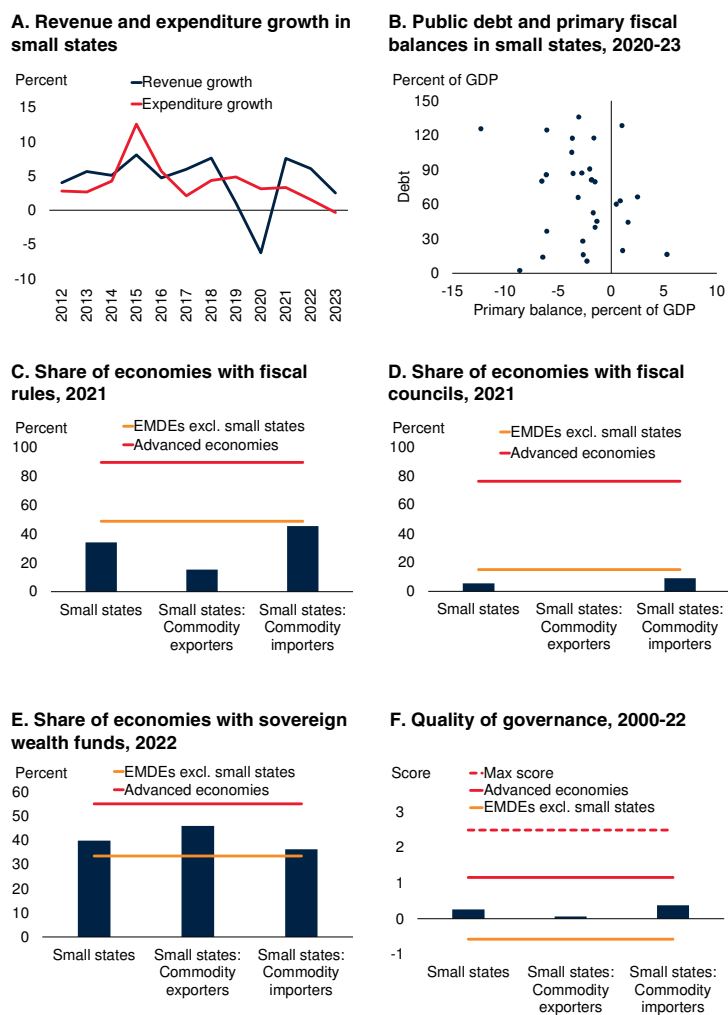 A. Revenue and expenditure growth in
small states
Percent
Revenue growth
Expenditure growth
15
10
5
0
-5
-10
2012
2013
2014
2015
2016
2017
2018
2019
2020
2021
2022
2023
B. Public debt and primary fiscal
balances in small states, 2020-23
Percent of GDP
150
120
90
60
30
0
Debt
-15
-10
-5
0
5
10
Primary balance, percent of GDP
C. Share of economies with fiscal
rules, 2021
Percent
EMDEs excl. small states
Advanced economies
100
80
60
40
20
0
Small states
Small states:
Commodity
exporters
Small states:
Commodity
importers
D. Share of economies with fiscal
councils, 2021
Percent
EMDEs excl. small states
Advanced economies
100
80
60
40
20
0
Small states
Small states:
Commodity
exporters
Small states:
Commodity
importers
E. Share of economies with sovereign
wealth funds, 2022
Percent
EMDEs excl. small states
Advanced economies
60
50
40
30
20
10
0
Small states
Small states:
Commodity
exporters
Small states:
Commodity
importers
F. Quality of governance, 2000-22
Score
Max score
Advanced economies
EMDEs excl. small states
3
2
1
0
-1
Small states
Small states:
Commodity
exporters
Small states:
Commodity
importers